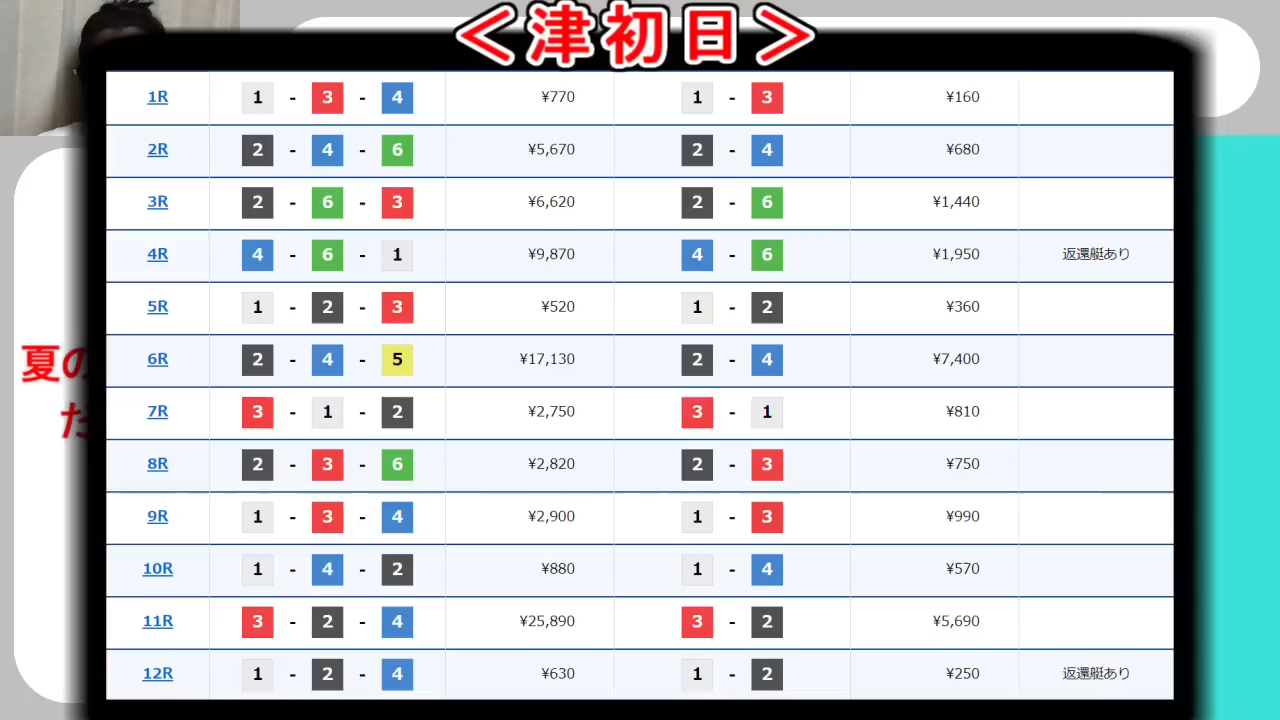 ＜津初日＞
1R 1 - 3 - 4 ¥770 1 - 3 ¥160
2R 2 - 4 - 6 ¥5,670 2 - 4 ¥680
3R 2 - 6 - 3 ¥6,620 2 - 6 ¥1,440
4R 4 - 6 - 1 ¥9,870 4 - 6 ¥1,950 返還艇あり
5R 1 - 2 - 3 ¥520 1 - 2 ¥360
6R 2 - 4 - 5 ¥17,130 2 - 4 ¥7,400
7R 3 - 1 - 2 ¥2,750 3 - 1 ¥810
8R 2 - 3 - 6 ¥2,820 2 - 3 ¥750
9R 1 - 3 - 4 ¥2,900 1 - 3 ¥990
10R 1 - 4 - 2 ¥880 1 - 4 ¥570
11R 3 - 2 - 4 ¥25,890 3 - 2 ¥5,690
12R 1 - 2 - 4 ¥630 1 - 2 ¥250 返還艇あり
夏の
だ